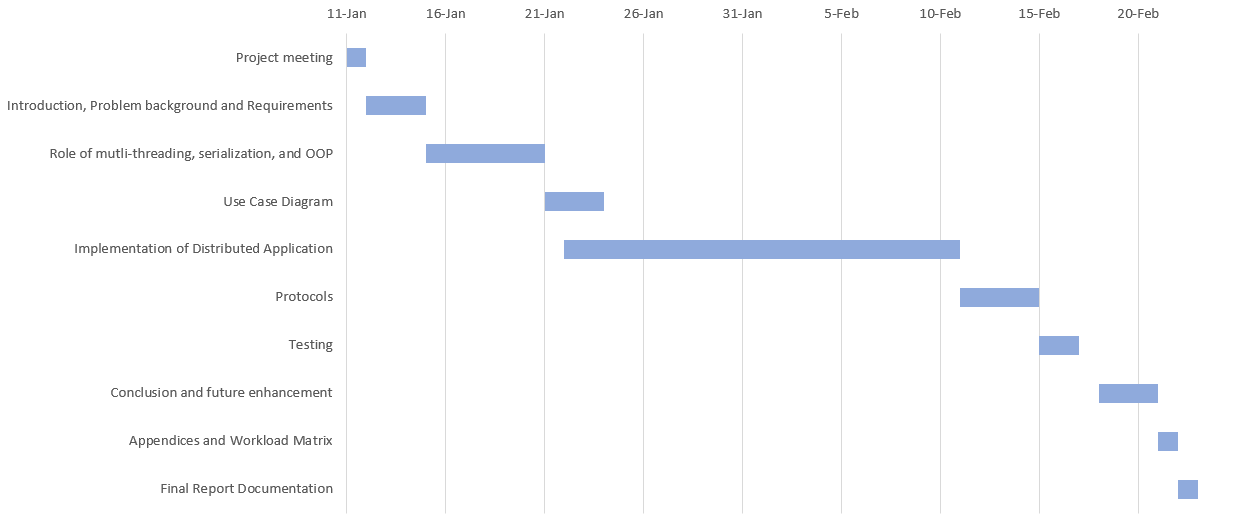 11-Jan 16-Jan 21-Jan 26-Jan 31-Jan 5-Feb 10-Feb 15-Feb 20-Feb
Project meeting
Introduction, Problem background and Requirements
Role of mutli-threading, serialization, and OOP
Use Case Diagram
Implementation of Distributed Application
Protocols
Testing
Conclusion and future enhancement
Appendices and Workload Matrix
Final Report Documentation